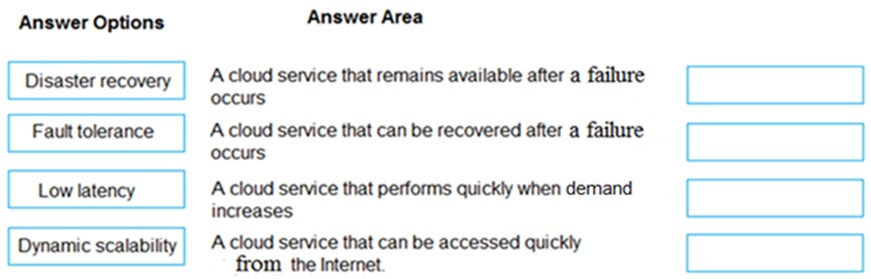 Answer Options
Answer Area
Disaster recovery
A cloud service that remains available after a failure
occurs
Fault tolerance
A cloud service that can be recovered after a failure
occurs
Low latency
A cloud service that performs quickly when demand
increases
Dynamic scalability
A cloud service that can be accessed quickly
from the Internet.